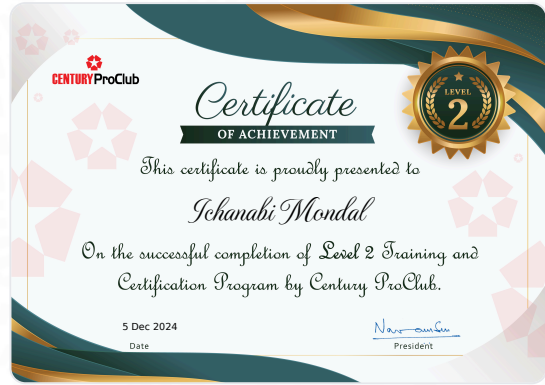 CENTURY ProClub
LEVEL
2
Certificate
OF ACHIEVEMENT
This certificate is proudly presented to
Ichanabi Mondal
On the successful completion of Level 2 Training and
Certification Program by Century ProClub.
5 Dec 2024
Date
President